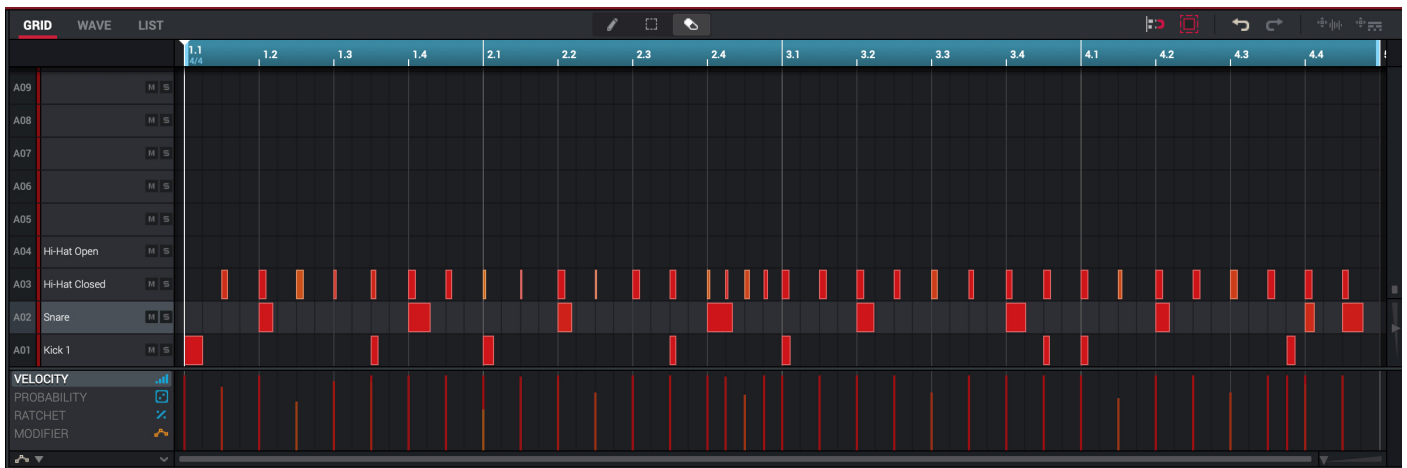 GRID WAVE LIST
1.1 1.2 1.3 1.4 2.1 2.2 2.3 2.4 3.1 3.2 3.3 3.4 4.1 4.2 4.3 4.4
4/4
A09 M S
A08 M S
A07 M S
A06 M S
A05 M S
A04 Hi-Hat Open M S
A03 Hi-Hat Closed M S
A02 Snare M S
A01 Kick 1 M S
VELOCITY
PROBABILITY
RATCHET
MODIFIER